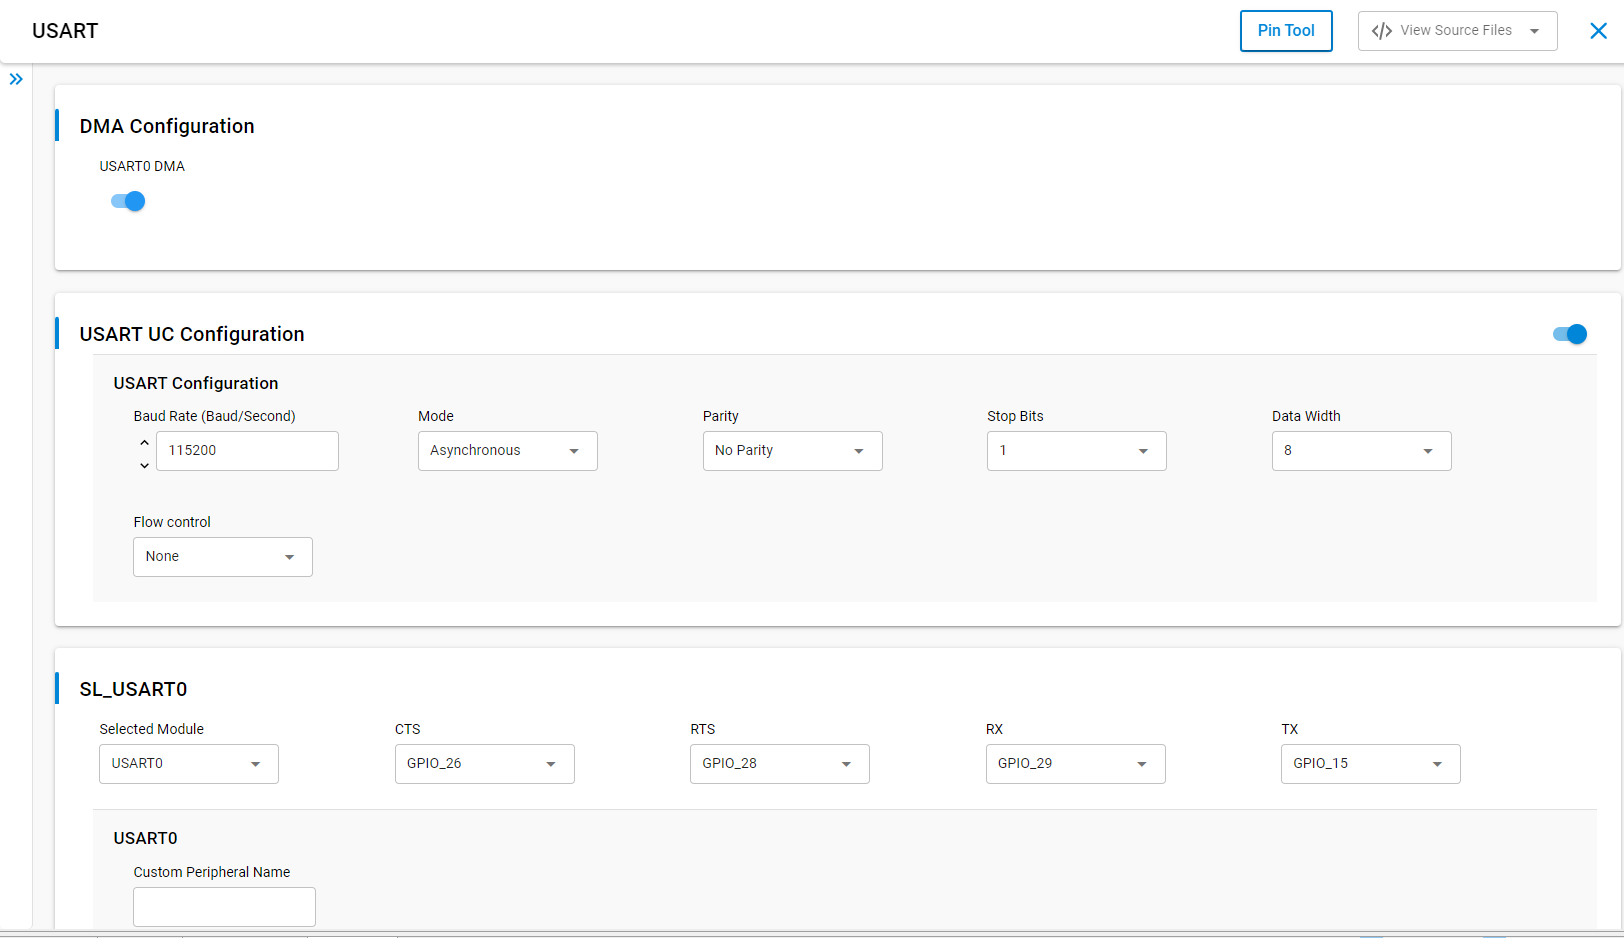 USART
Pin Tool
View Source Files
DMA Configuration
USART0 DMA
USART UC Configuration
USART Configuration
Baud Rate (Baud/Second) Mode Parity Stop Bits Data Width
115200 Asynchronous No Parity 1 8
Flow control
None
SL_USART0
Selected Module CTS RTS RX TX
USART0 GPIO_26 GPIO_28 GPIO_29 GPIO_15
USART0
Custom Peripheral Name